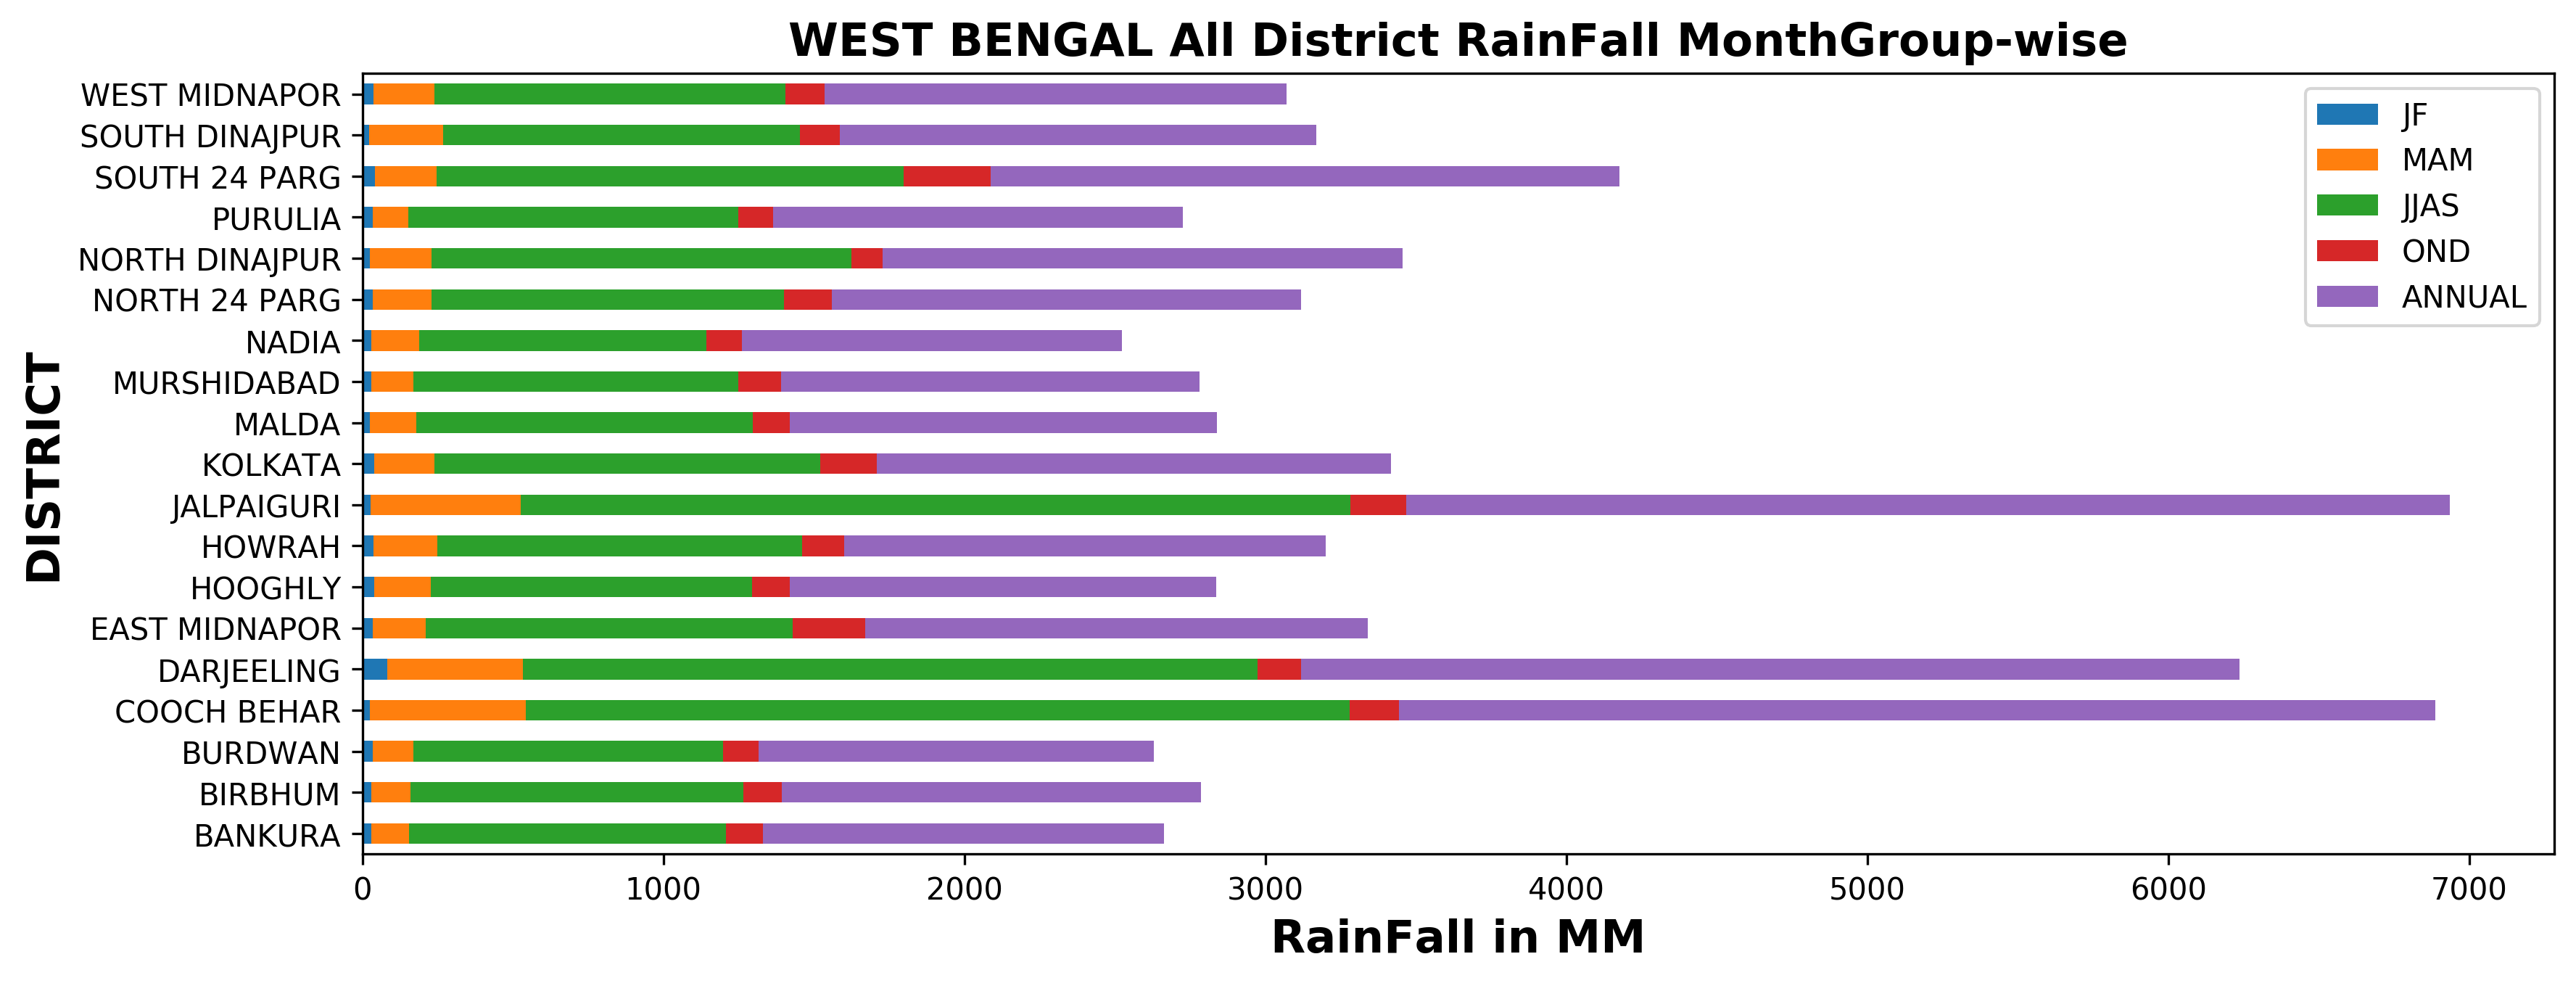 WEST BENGAL All District RainFall MonthGroup-wise
WEST MIDNAPOR
SOUTH DINAJPUR
SOUTH 24 PARG
PURULIA
NORTH DINAJPUR
NORTH 24 PARG
NADIA
MURSHIDABAD
MALDA
KOLKATA
JALPAIGURI
HOWRAH
HOOGHLY
EAST MIDNAPOR
DARJEELING
COOCH BEHAR
BURDWAN
BIRBHUM
BANKURA
DISTRICT
JF
MAM
JJAS
OND
ANNUAL
0 1000 2000 3000 4000 5000 6000 7000
RainFall in MM